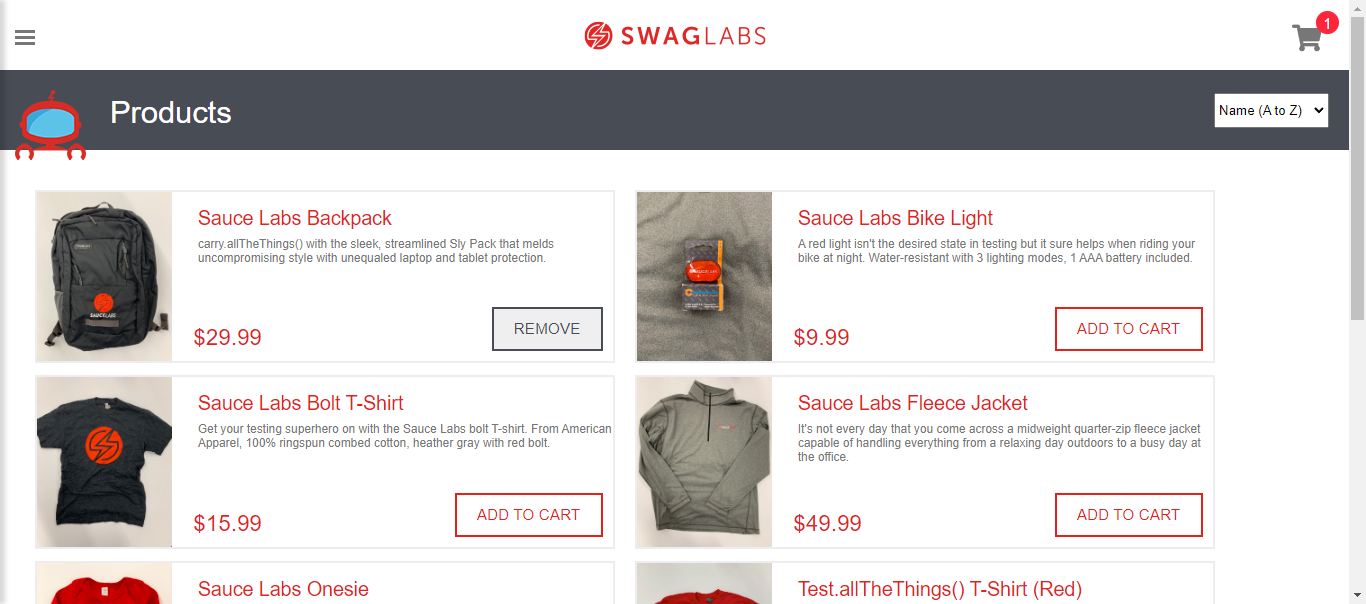 SWAGLABS
1
Products
Name (A to Z)
Sauce Labs Backpack
carry.allTheThings() with the sleek, streamlined Sly Pack that melds
uncompromising style with unequaled laptop and tablet protection.
$29.99
REMOVE
SAUCELABS
Sauce Labs Bike Light
A red light isn't the desired state in testing but it sure helps when riding your
bike at night. Water-resistant with 3 lighting modes, 1 AAA battery included.
$9.99
ADD TO CART
Sauce Labs Bolt T-Shirt
Get your testing superhero on with the Sauce Labs bolt T-shirt. From American
Apparel, 100% ringspun combed cotton, heather gray with red bolt.
$15.99
ADD TO CART
Sauce Labs Fleece Jacket
It's not every day that you come across a midweight quarter-zip fleece jacket
capable of handling everything from a relaxing day outdoors to a busy day at
the office.
$49.99
ADD TO CART
Sauce Labs Onesie
Test.allTheThings() T-Shirt (Red)